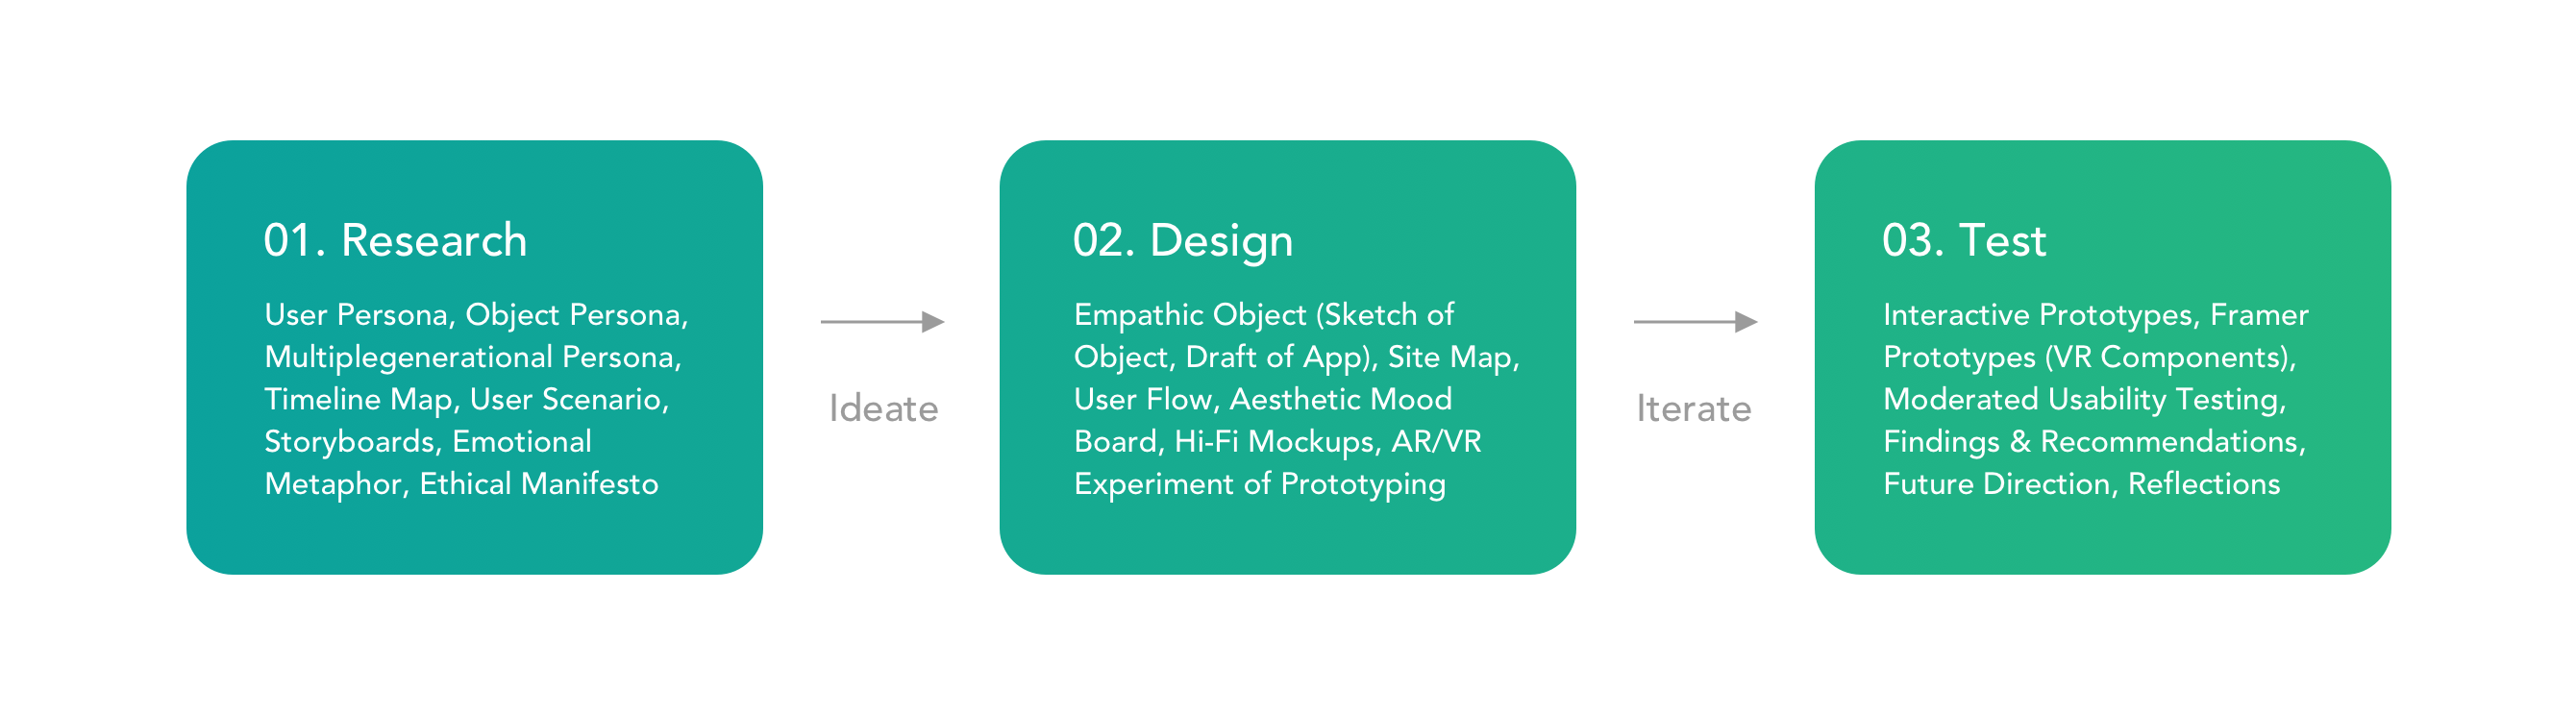 01. Research
User Persona, Object Persona,
Multiplegenerational Persona,
Timeline Map, User Scenario,
Storyboards, Emotional
Metaphor, Ethical Manifesto
Ideate
02. Design
Empathic Object (Sketch of
Object, Draft of App), Site Map,
User Flow, Aesthetic Mood
Board, Hi-Fi Mockups, AR/VR
Experiment of Prototyping
Iterate
03. Test
Interactive Prototypes, Framer
Prototypes (VR Components),
Moderated Usability Testing,
Findings & Recommendations,
Future Direction, Reflections